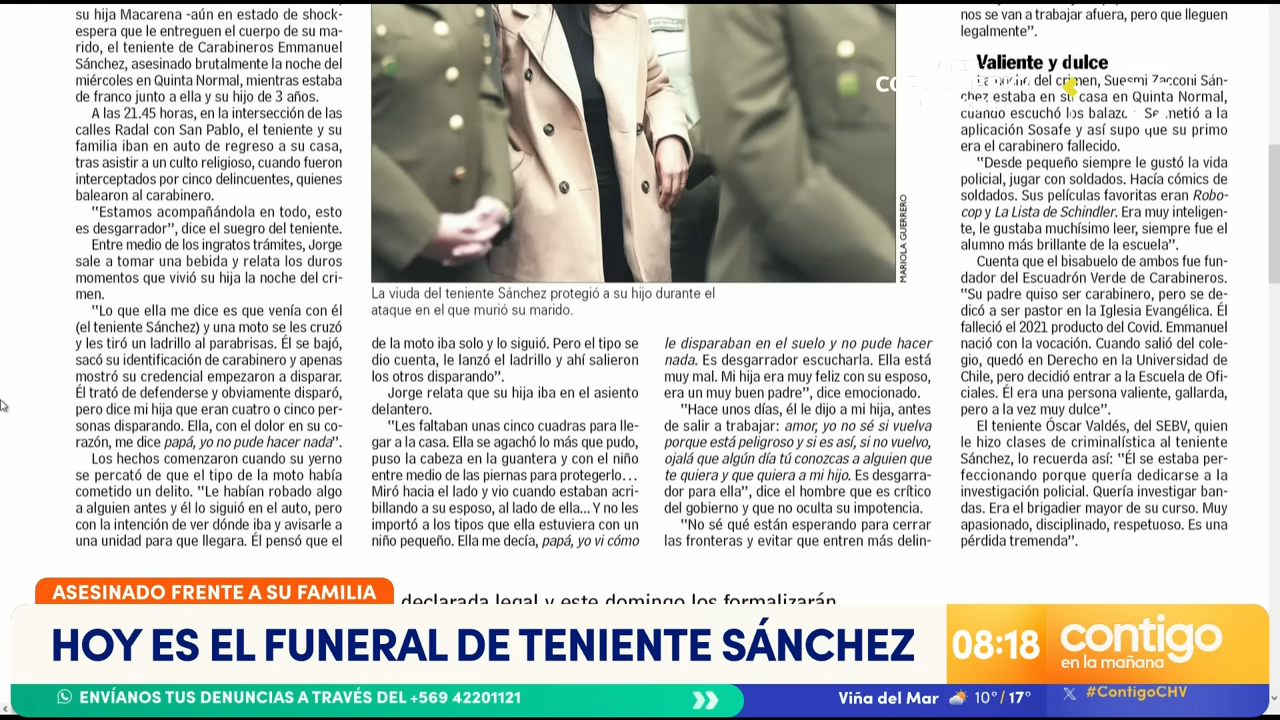 su hija Macarena -aún en estado de shock-
espera que le entreguen el cuerpo de su ma-
rido, el teniente de Carabineros Emmanuel
Sánchez, asesinado brutalmente la noche del
miércoles en Quinta Normal, mientras estaba
de franco junto a ella y su hijo de 3 años.
A las 21.45 horas, en la intersección de las
calles Radal con San Pablo, el teniente y su
familia iban en auto de regreso a su casa,
tras asistir a un culto religioso, cuando fueron
interceptados por cinco delincuentes, quienes
balearon al carabinero.
"Estamos acompañándola en todo, esto
es desgarrador", dice el suegro del teniente.
Entre medio de los ingratos trámites, Jorge
sale a tomar una bebida y relata los duros
momentos que vivió su hija la noche del cri-
men.
"Lo que ella me dice es que venía con él
(el teniente Sánchez) y una moto se les cruzó
y les tiró un ladrillo al parabrisas. Él se bajó,
sacó su identificación de carabinero y apenas
mostró su credencial empezaron a disparar.
Él trató de defenderse y obviamente disparó,
pero dice mi hija que eran cuatro o cinco per-
sonas disparando. Ella, con el dolor en su co-
razón, me dice papá, yo no pude hacer nada".
Los hechos comenzaron cuando su yerno
se percató de que el tipo de la moto había
cometido un delito. "Le habían robado algo
a alguien antes y él lo siguió en el auto, pero
con la intención de ver dónde iba y avisarle a
una unidad para que llegara. Él pensó que el
MARIOLA GUERRERO
La viuda del teniente Sánchez protegió a su hijo durante el
ataque en el que murió su marido.
de la moto iba solo y lo siguió. Pero el tipo se
dio cuenta, le lanzó el ladrillo y ahí salieron
los otros disparando".
Jorge relata que su hija iba en el asiento
delantero.
"Les faltaban unas cinco cuadras para lle-
gar a la casa. Ella se agachó lo más que pudo,
puso la cabeza en la guantera y con el niño
entre medio de las piernas para protegerlo...
Miró hacia el lado y vio cuando estaban acri-
billando a su esposo, al lado de ella... Y no les
importó a los tipos que ella estuviera con un
niño pequeño. Ella me decía, papá, yo vi cómo
le disparaban en el suelo y no pude hacer
nada. Es desgarrador escucharla. Ella está
muy mal. Mi hija era muy feliz con su esposo,
era un muy buen padre", dice emocionado.
"Hace unos días, él le dijo a mi hija, antes
de salir a trabajar: amor, yo no sé si vuelva
porque está peligroso y si es así, si no vuelvo,
ojalá que algún día tú conozcas a alguien que
te quiera y que quiera a mi hijo. Es desgarra-
dor para ella", dice el hombre que es crítico
del gobierno y que no oculta su impotencia.
"No sé qué están esperando para cerrar
las fronteras y evitar que entren más delin-
nos se van a trabajar afuera, pero que lleguen
legalmente".
Valiente y dulce
del crimen, Suesmi Zacconi Sán-
chez estaba en su casa en Quinta Normal,
cuando escuchó los balazo Se metió a la
aplicación Sosafe y así supo que su primo
era el carabinero fallecido.
"Desde pequeño siempre le gustó la vida
policial, jugar con soldados. Hacía cómics de
soldados. Sus películas favoritas eran Robo-
cop y La Lista de Schindler. Era muy inteligen-
te, le gustaba muchísimo leer, siempre fue el
alumno más brillante de la escuela".
Cuenta que el bisabuelo de ambos fue fun-
dador del Escuadrón Verde de Carabineros.
"Su padre quiso ser carabinero, pero se de-
dicó a ser pastor en la Iglesia Evangélica. Él
falleció el 2021 producto del Covid. Emmanuel
nació con la vocación. Cuando salió del cole-
gio, quedó en Derecho en la Universidad de
Chile, pero decidió entrar a la Escuela de Ofi-
ciales. Él era una persona valiente, gallarda,
pero a la vez muy dulce".
El teniente Óscar Valdés, del SEBV, quien
le hizo clases de criminalística al teniente
Sánchez, lo recuerda así: "Él se estaba per-
feccionando porque quería dedicarse a la
investigación policial. Quería investigar ban-
das. Era el brigadier mayor de su curso. Muy
apasionado, disciplinado, respetuoso. Es una
pérdida tremenda".
declarada legal y este domingo los formalizarán
ASESINADO FRENTE A SU FAMILIA
HOY ES EL FUNERAL DE TENIENTE SÁNCHEZ
08:18
contigo
en la mañana
ENVÍANOS TUS DENUNCIAS A TRAVÉS DEL +569 42201121
Viña del Mar 10°/17°
#ContigoCHV